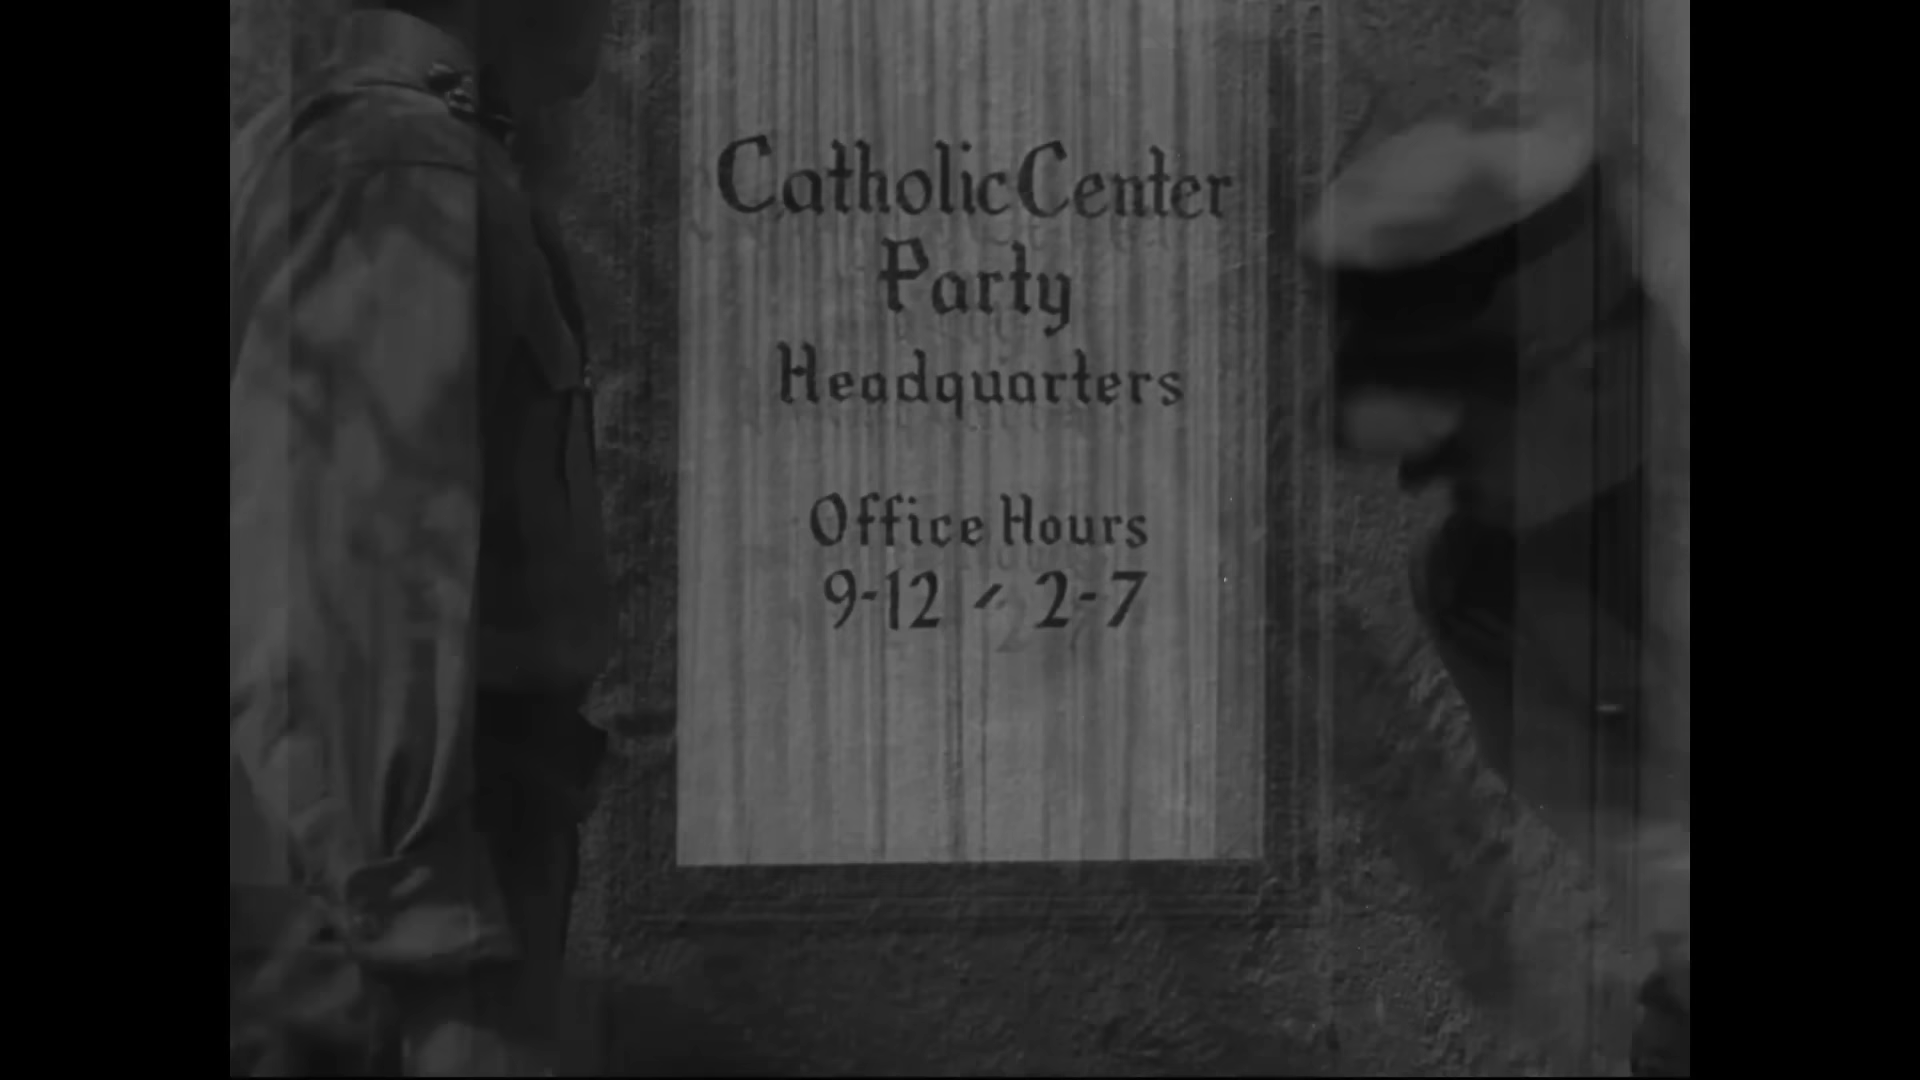 Catholic Center
Party
Headquarters
Office Hours
9-12 - 2-7